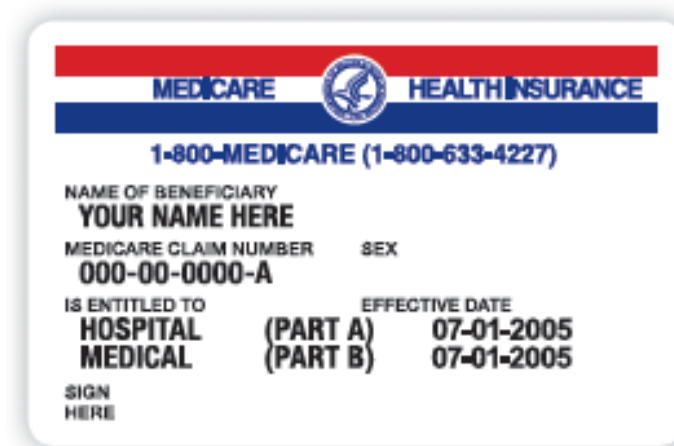 MEDICARE HEALTH INSURANCE
1-800-MEDICARE (1-800-633-4227)
NAME OF BENEFICIARY
YOUR NAME HERE
MEDICARE CLAIM NUMBER SEX
000-00-0000-A
IS ENTITLED TO EFFECTIVE DATE
HOSPITAL (PART A) 07-01-2005
MEDICAL (PART B) 07-01-2005
SIGN
HERE